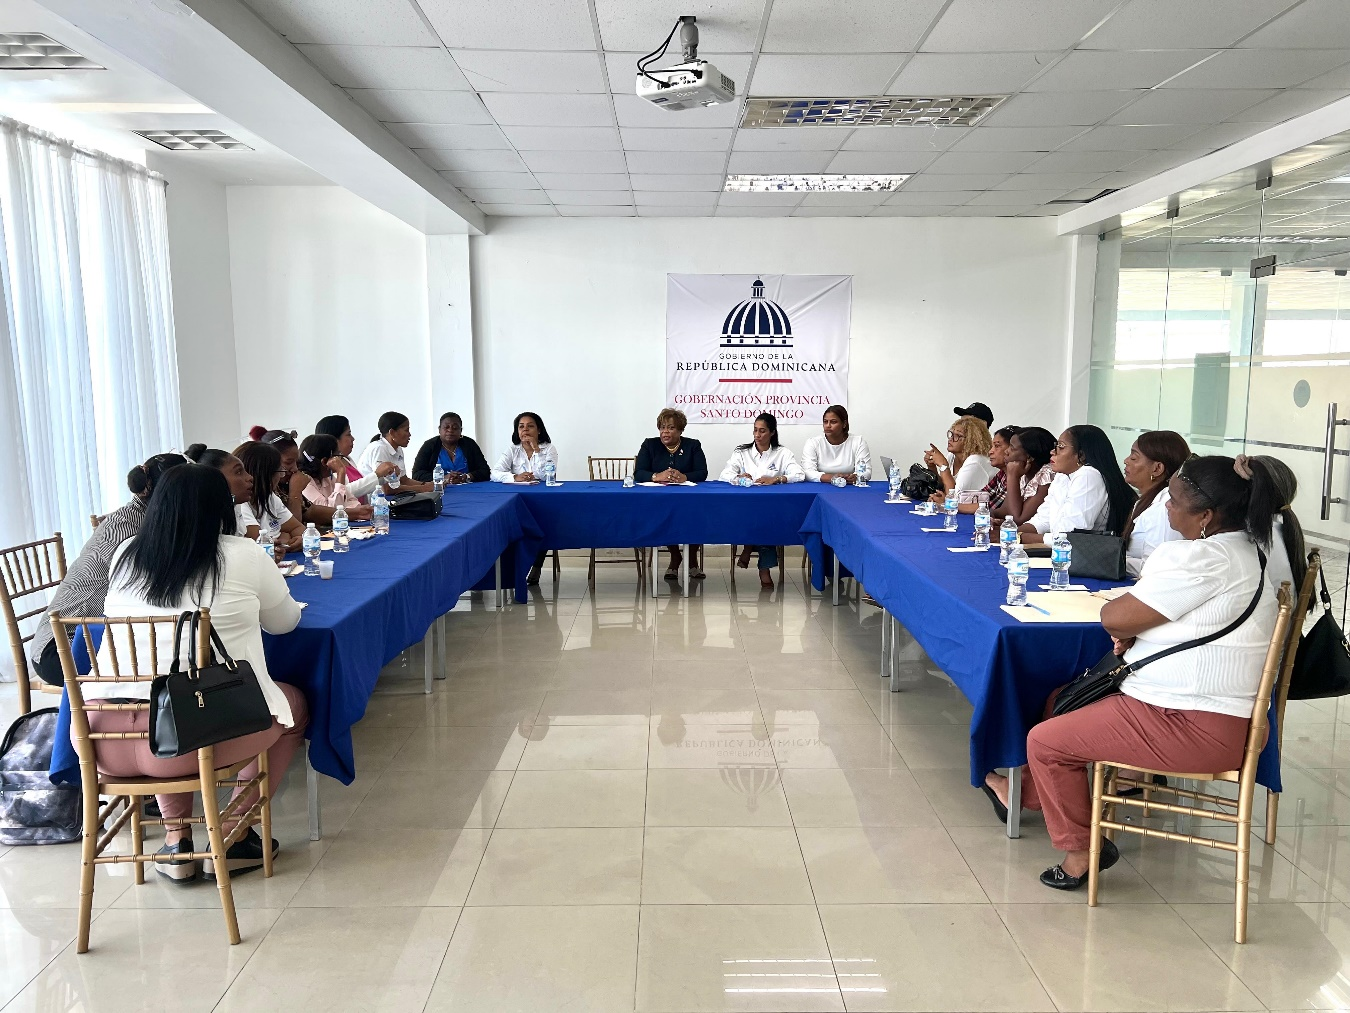 GOBIERNO DE LA
REPÚBLICA DOMINICANA
GOBERNACIÓN PROVINCIA
SANTO DOMINGO